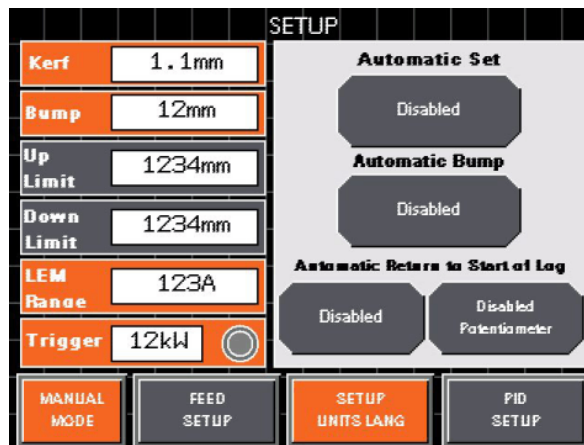 SETUP
Kerf 1.1mm
Bump 12mm
Up Limit 1234mm
Down Limit 1234mm
LEM Range 123A
Trigger 12kW
Automatic Set
Disabled
Automatic Bump
Disabled
Automatic Return to Start of Log
Disabled
Disabled
Potentiometer
MANUAL
MODE
FEED
SETUP
SETUP
UNITS LANG
PID
SETUP